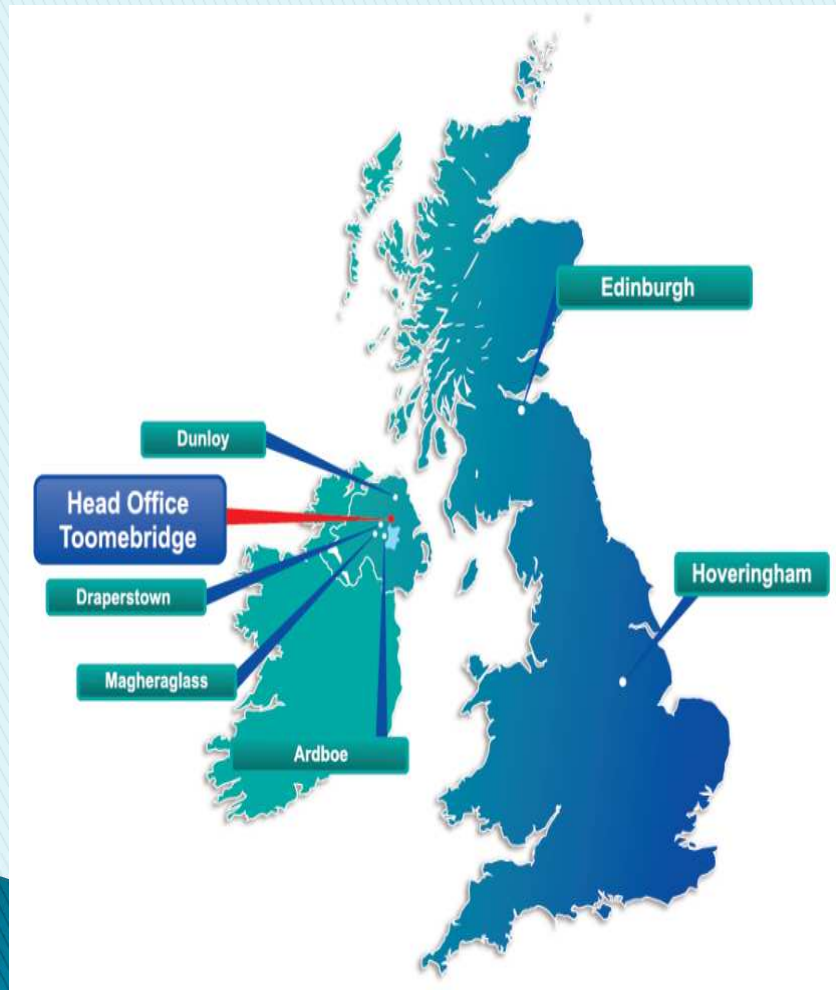 Edinburgh
Dunloy
Head Office
Toomebridge
Hoveringham
Draperstown
Magheraglass
Ardboe